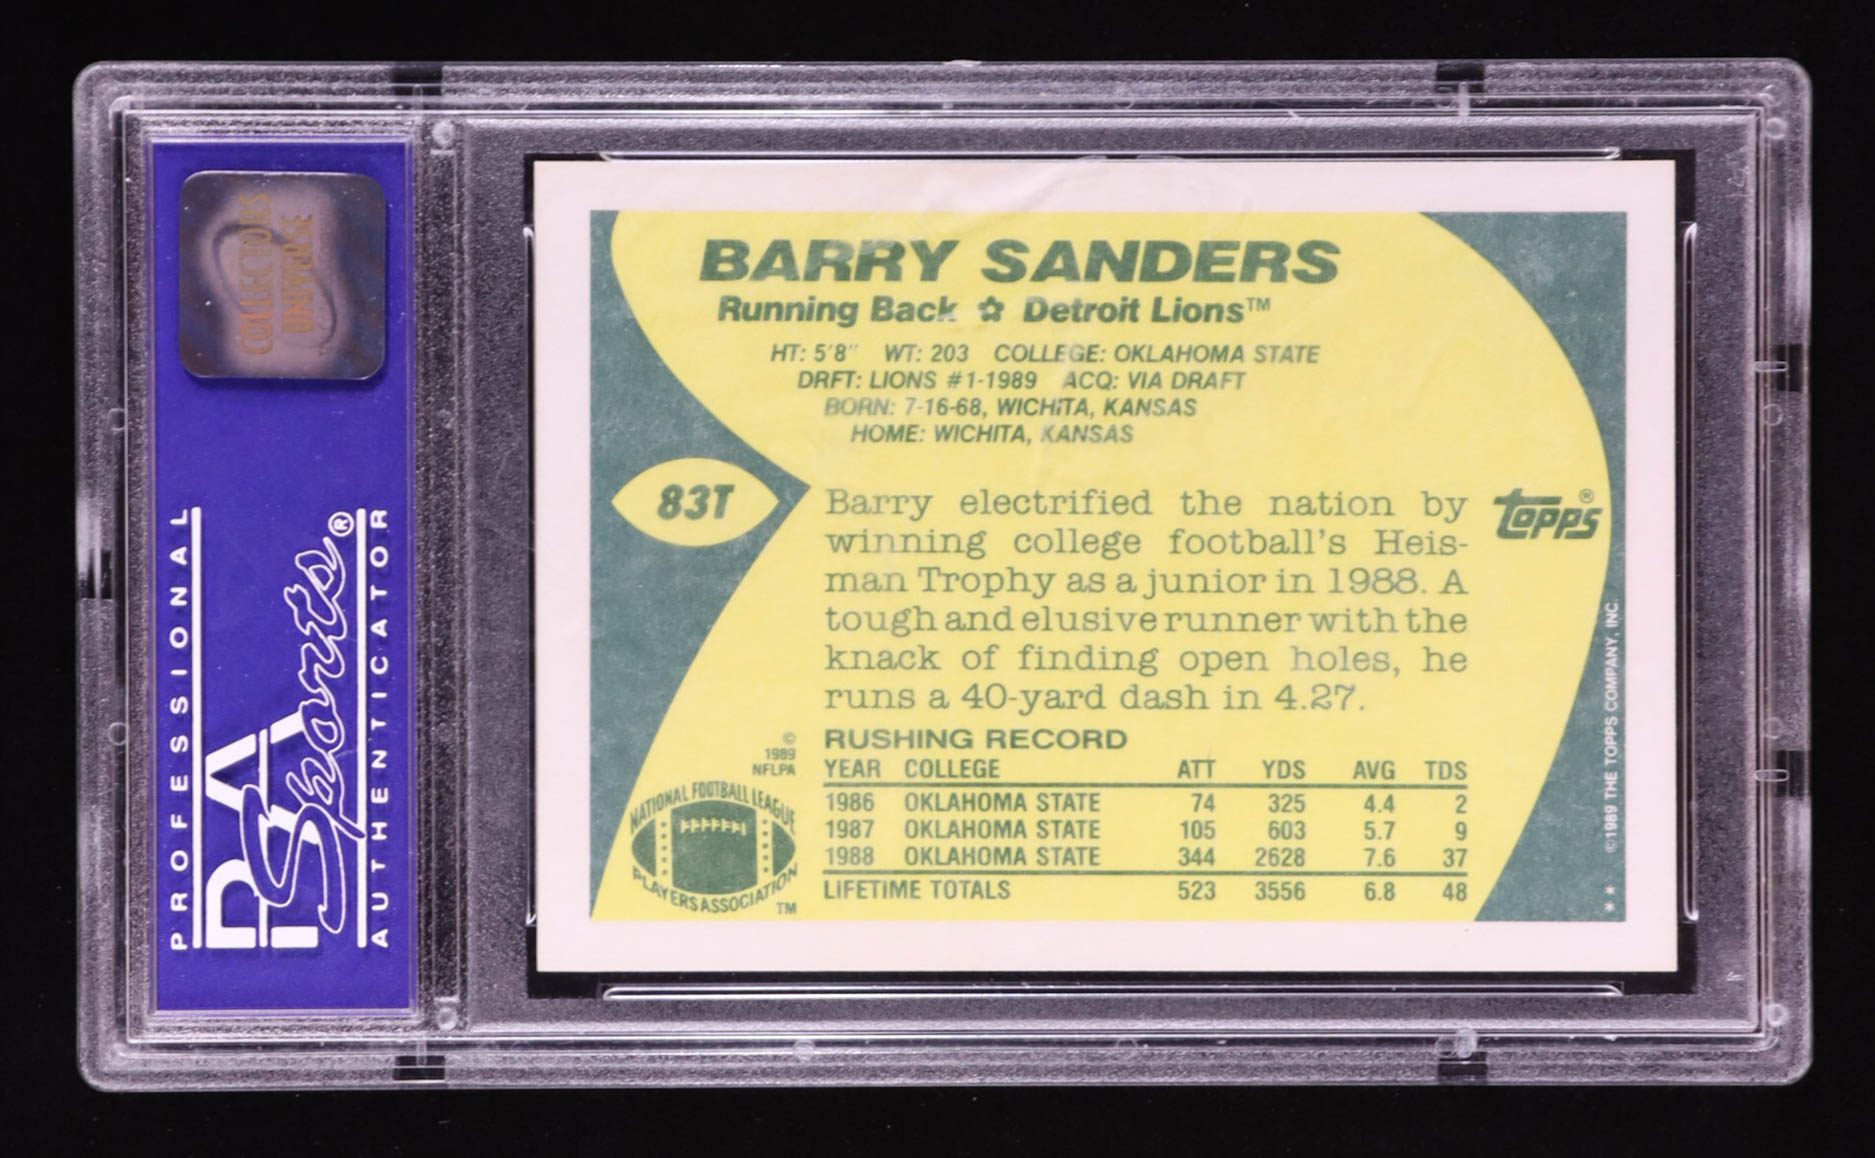 COLLECTORS
UNIVERSE
PROFESSIONAL
PSA
Sports®
AUTHENTICATOR
BARRY SANDERS
Running Back ✿ Detroit Lions™
HT: 5'8" WT: 203 COLLEGE: OKLAHOMA STATE
DRFT: LIONS #1-1989 ACQ: VIA DRAFT
BORN: 7-16-68, WICHITA, KANSAS
HOME: WICHITA, KANSAS
83T
Barry electrified the nation by
winning college football's Heis-
man Trophy as a junior in 1988. A
tough and elusive runner with the
knack of finding open holes, he
runs a 40-yard dash in 4.27.
topps®
RUSHING RECORD
YEAR COLLEGE ATT YDS AVG TDS
1986 OKLAHOMA STATE 74 325 4.4 2
1987 OKLAHOMA STATE 105 603 5.7 9
1988 OKLAHOMA STATE 344 2628 7.6 37
LIFETIME TOTALS 523 3556 6.8 48
©
1989
NFLPA
NATIONAL FOOTBALL LEAGUE
PLAYERS ASSOCIATION
™
* * ©1989 THE TOPPS COMPANY, INC.